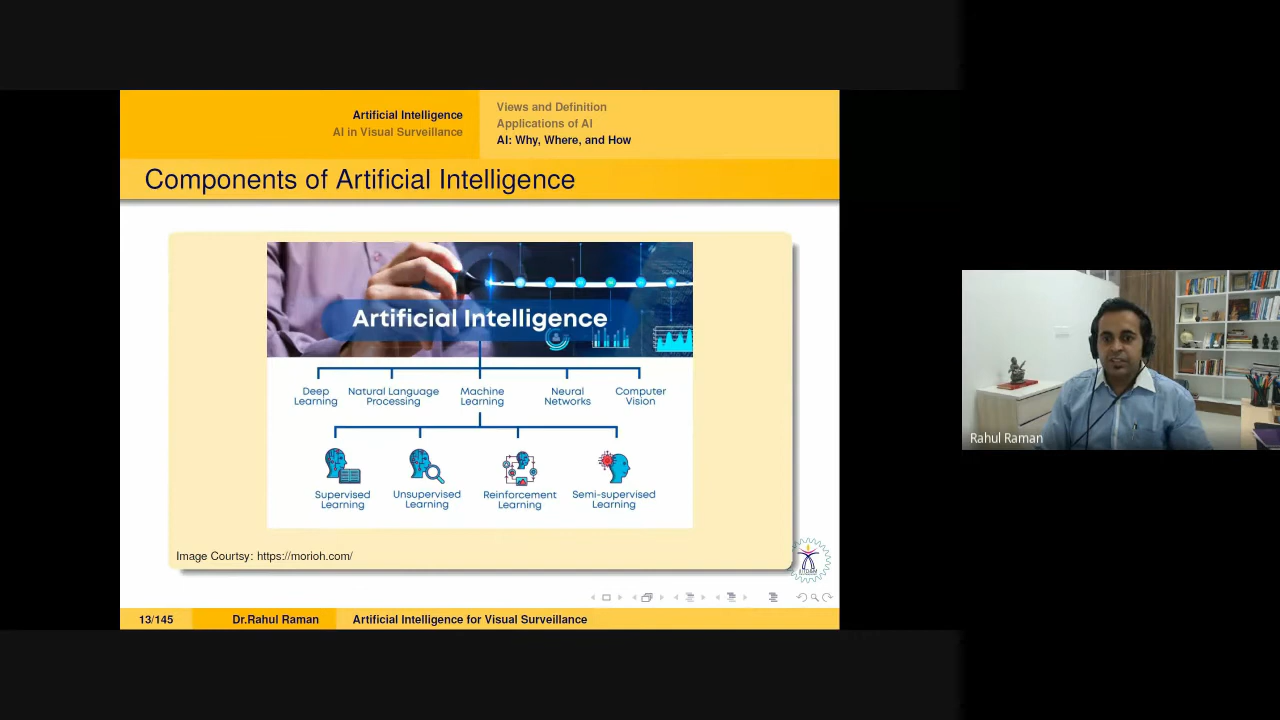 Artificial Intelligence
AI in Visual Surveillance
Views and Definition
Applications of AI
AI: Why, Where, and How
Components of Artificial Intelligence
Artificial Intelligence
Deep
Learning
Natural Language
Processing
Machine
Learning
Neural
Networks
Computer
Vision
Supervised
Learning
Unsupervised
Learning
Reinforcement
Learning
Semi-supervised
Learning
Image Courtsy: https://morioh.com/
13/145
Dr.Rahul Raman
Artificial Intelligence for Visual Surveillance
Rahul Raman